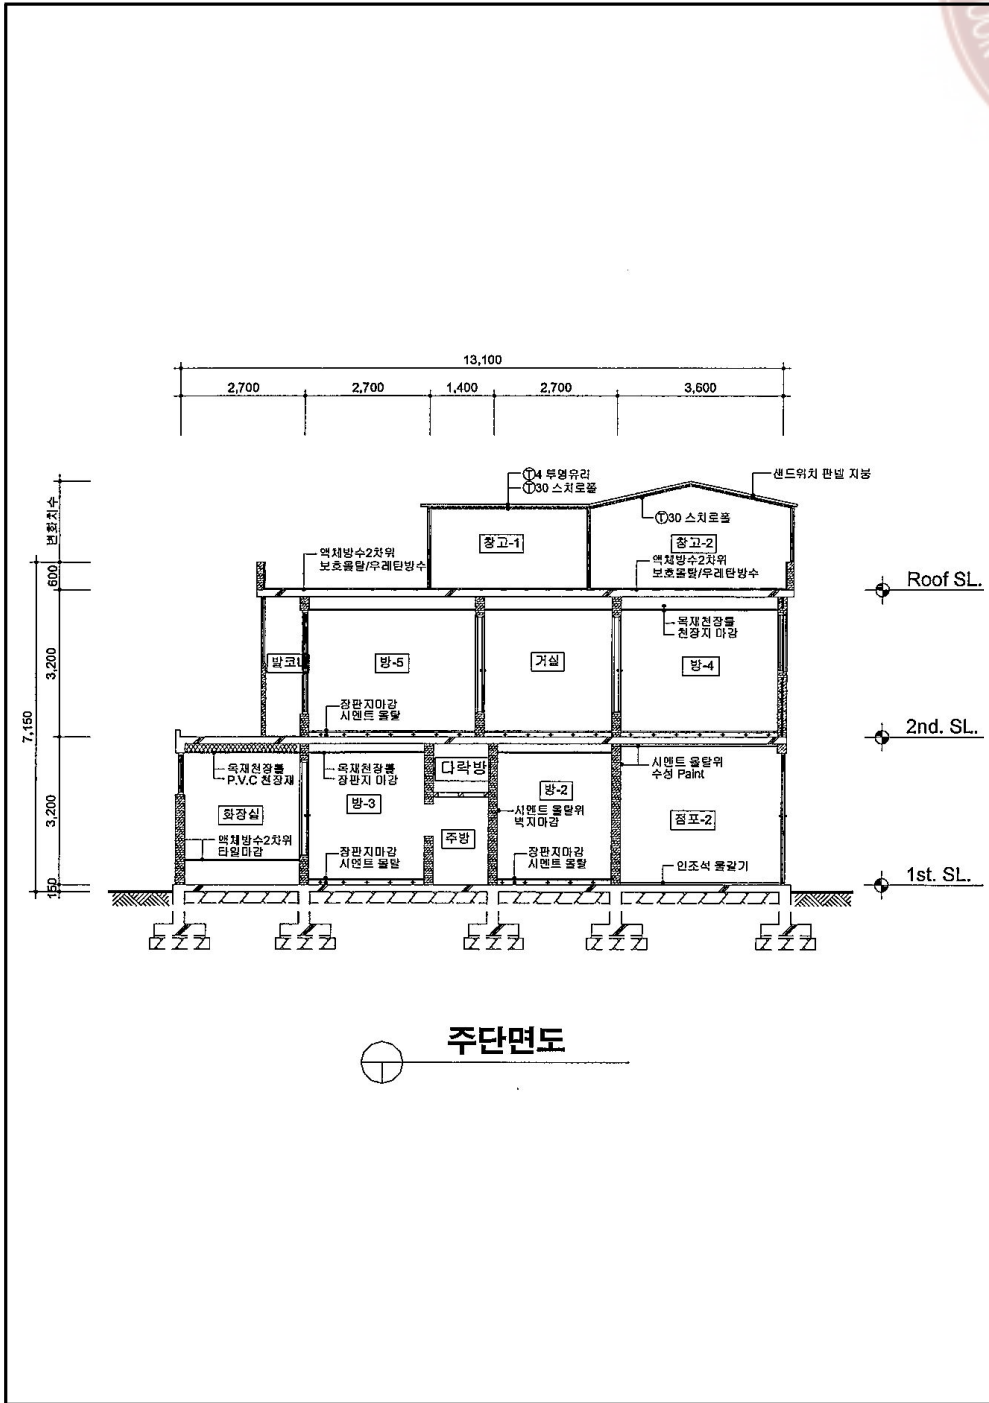 13,100
2,700
2,700
1,400
2,700
3,600
Ⓣ4 투명유리
Ⓣ30 스치로폴
샌드위치 판넬 지붕
Ⓣ30 스치로폴
변화치수
창고-1
창고-2
액체방수2차위
보호몰탈/우레탄방수
액체방수2차위
보호몰탈/우레탄방수
600
Roof SL.
목재천장틀
천장지 마감
발코니
방-5
거실
방-4
3,200
7,150
장판지마감
시멘트 몰탈
2nd. SL.
목재천장틀
P.V.C 천장재
목재천장틀
장판지 마감
다락방
시멘트 몰탈위
수성 Paint
화장실
방-3
방-2
시멘트 몰탈위
벽지마감
점포-2
3,200
액체방수2차위
타일마감
주방
장판지마감
시멘트 몰탈
장판지마감
시멘트 몰탈
인조석 물갈기
1st. SL.
150
주단면도